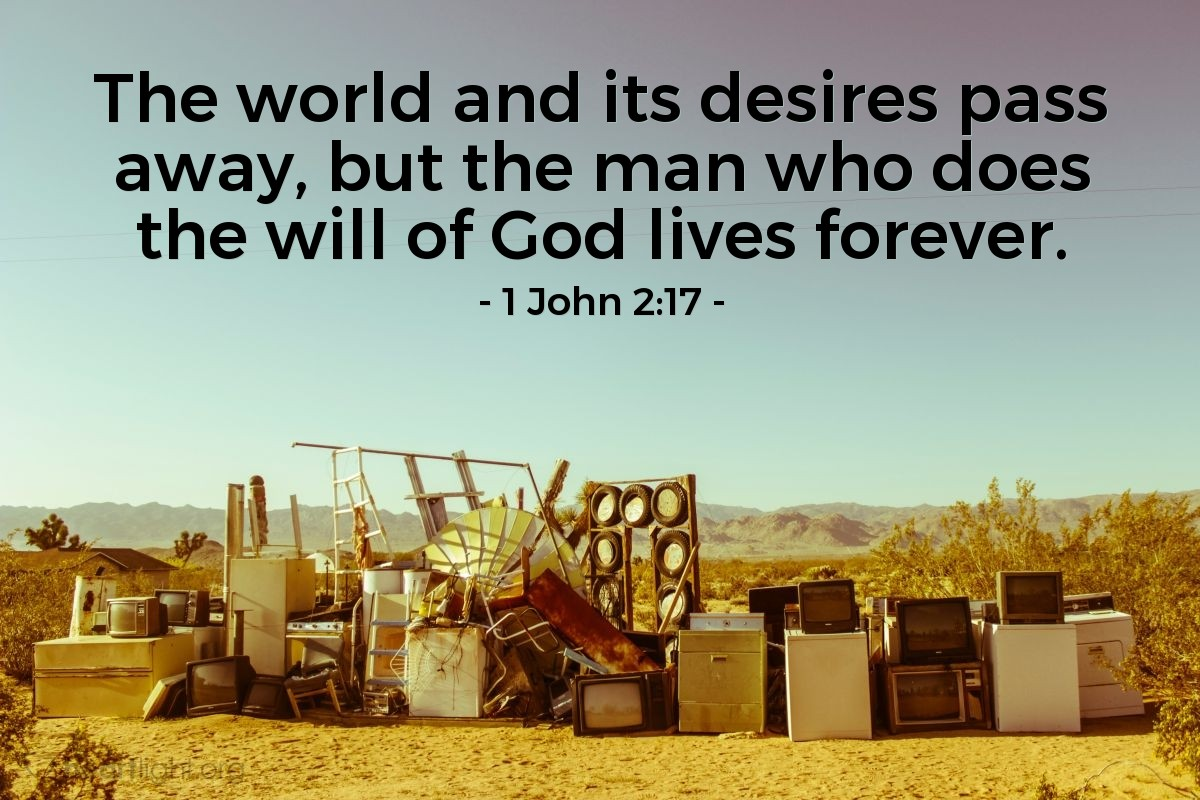 The world and its desires pass
away, but the man who does
the will of God lives forever.
- 1 John 2:17 -